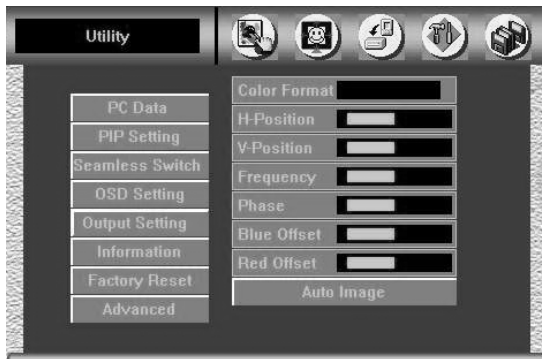 Utility
PC Data
PIP Setting
Seamless Switch
OSD Setting
Output Setting
Information
Factory Reset
Advanced
Color Format
H-Position
V-Position
Frequency
Phase
Blue Offset
Red Offset
Auto Image